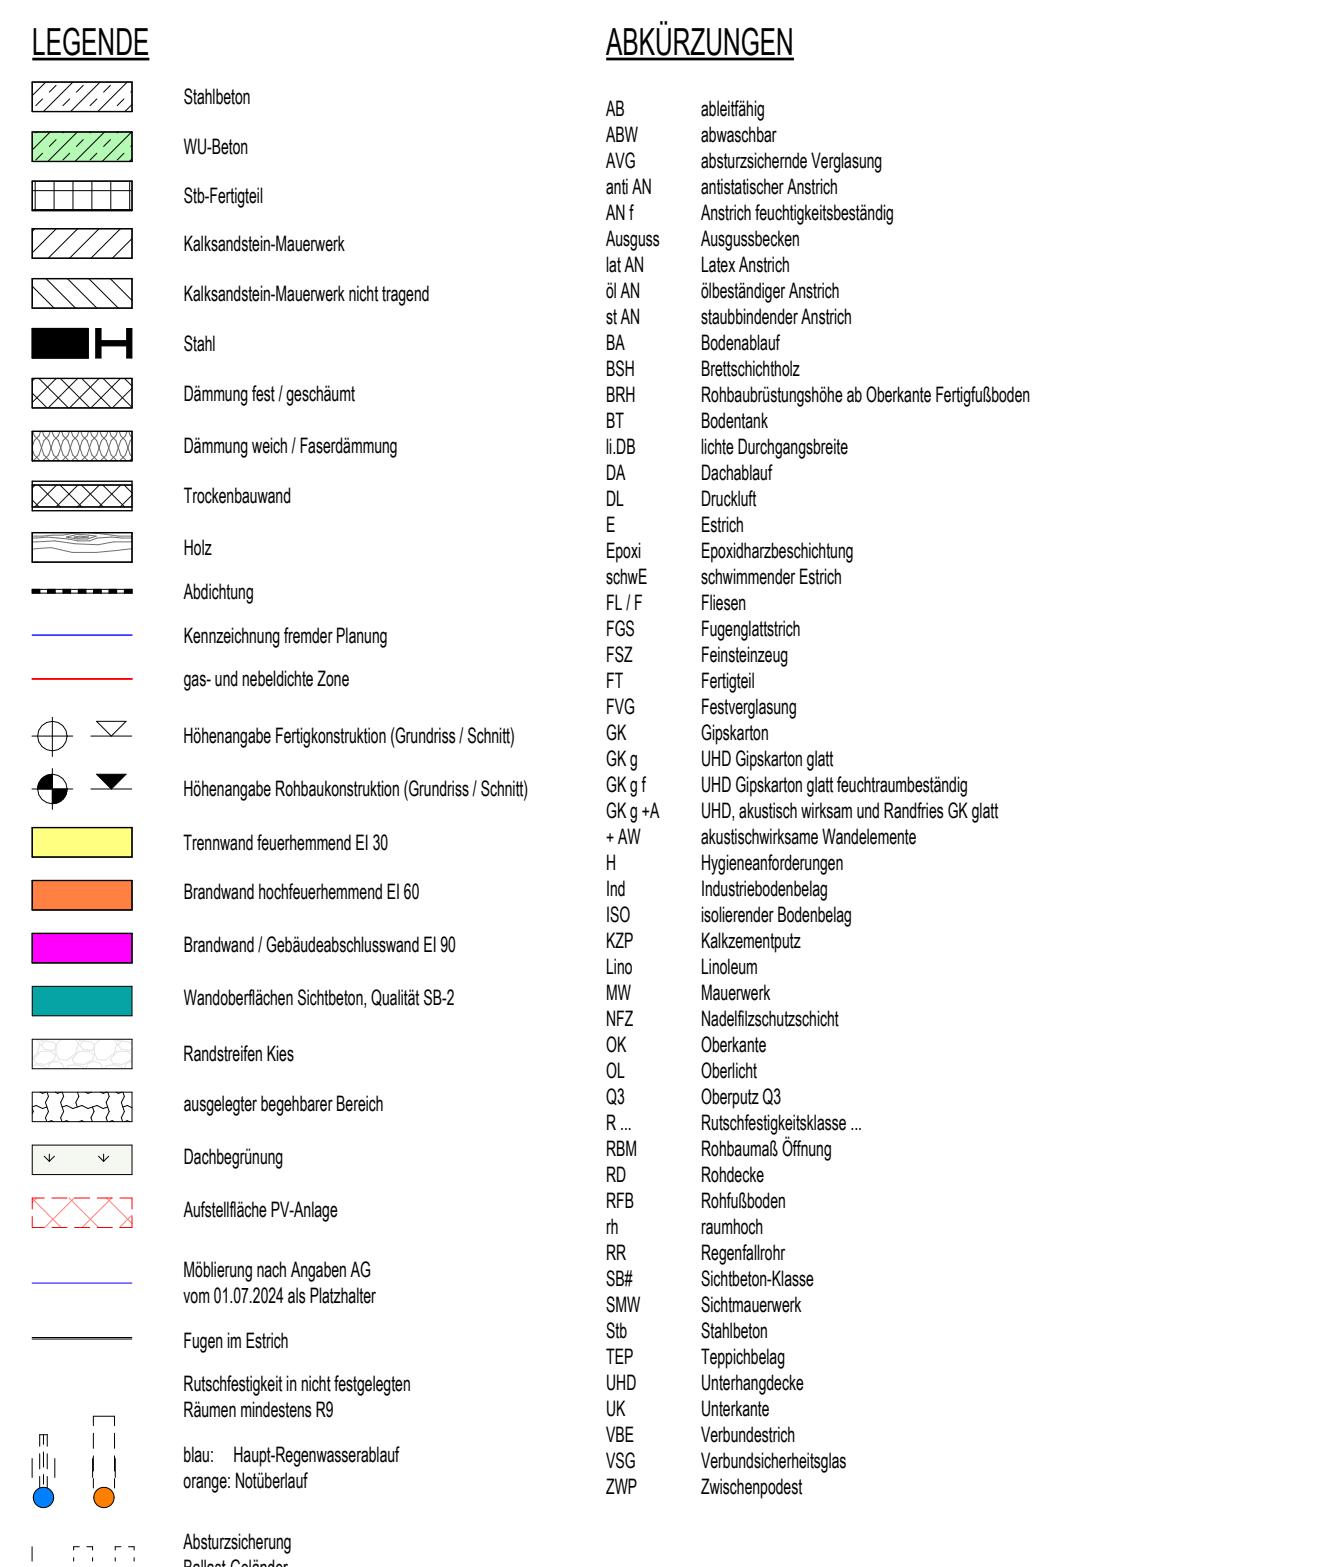 LEGENDE
Stahlbeton
WU-Beton
Stb-Fertigteil
Kalksandstein-Mauerwerk
Kalksandstein-Mauerwerk nicht tragend
Stahl
Dämmung fest / geschäumt
Dämmung weich / Faserdämmung
Trockenbauwand
Holz
Abdichtung
Kennzeichnung fremder Planung
gas- und nebeldichte Zone
Höhenangabe Fertigkonstruktion (Grundriss / Schnitt)
Höhenangabe Rohbaukonstruktion (Grundriss / Schnitt)
Trennwand feuerhemmend EI 30
Brandwand hochfeuerhemmend EI 60
Brandwand / Gebäudeabschlusswand EI 90
Wandoberflächen Sichtbeton, Qualität SB-2
Randstreifen Kies
ausgelegter begehbarer Bereich
Dachbegrünung
Aufstellfläche PV-Anlage
Möblierung nach Angaben AG
vom 01.07.2024 als Platzhalter
Fugen im Estrich
Rutschfestigkeit in nicht festgelegten
Räumen mindestens R9
blau: Haupt-Regenwasserablauf
orange: Notüberlauf
Absturzsicherung
Ballast-Geländer
ABKÜRZUNGEN
AB ableitfähig
ABW abwaschbar
AVG absturzsichernde Verglasung
anti AN antistatischer Anstrich
AN f Anstrich feuchtigkeitsbeständig
Ausguss Ausgussbecken
lat AN Latex Anstrich
öl AN ölbeständiger Anstrich
st AN staubbindender Anstrich
BA Bodenablauf
BSH Brettschichtholz
BRH Rohbaubrüstungshöhe ab Oberkante Fertigfußboden
BT Bodentank
li.DB lichte Durchgangsbreite
DA Dachablauf
DL Druckluft
E Estrich
Epoxi Epoxidharzbeschichtung
schwE schwimmender Estrich
FL / F Fliesen
FGS Fugenglattstrich
FSZ Feinsteinzeug
FT Fertigteil
FVG Festverglasung
GK Gipskarton
GK g UHD Gipskarton glatt
GK g f UHD Gipskarton glatt feuchtraumbeständig
GK g +A UHD, akustisch wirksam und Randfries GK glatt
+ AW akustischwirksame Wandelemente
H Hygieneanforderungen
Ind Industriebodenbelag
ISO isolierender Bodenbelag
KZP Kalkzementputz
Lino Linoleum
MW Mauerwerk
NFZ Nadelfilzschutzschicht
OK Oberkante
OL Oberlicht
Q3 Oberputz Q3
R ... Rutschfestigkeitsklasse ...
RBM Rohbaumaß Öffnung
RD Rohdecke
RFB Rohfußboden
rh raumhoch
RR Regenfallrohr
SB# Sichtbeton-Klasse
SMW Sichtmauerwerk
Stb Stahlbeton
TEP Teppichbelag
UHD Unterhangdecke
UK Unterkante
VBE Verbundestrich
VSG Verbundsicherheitsglas
ZWP Zwischenpodest